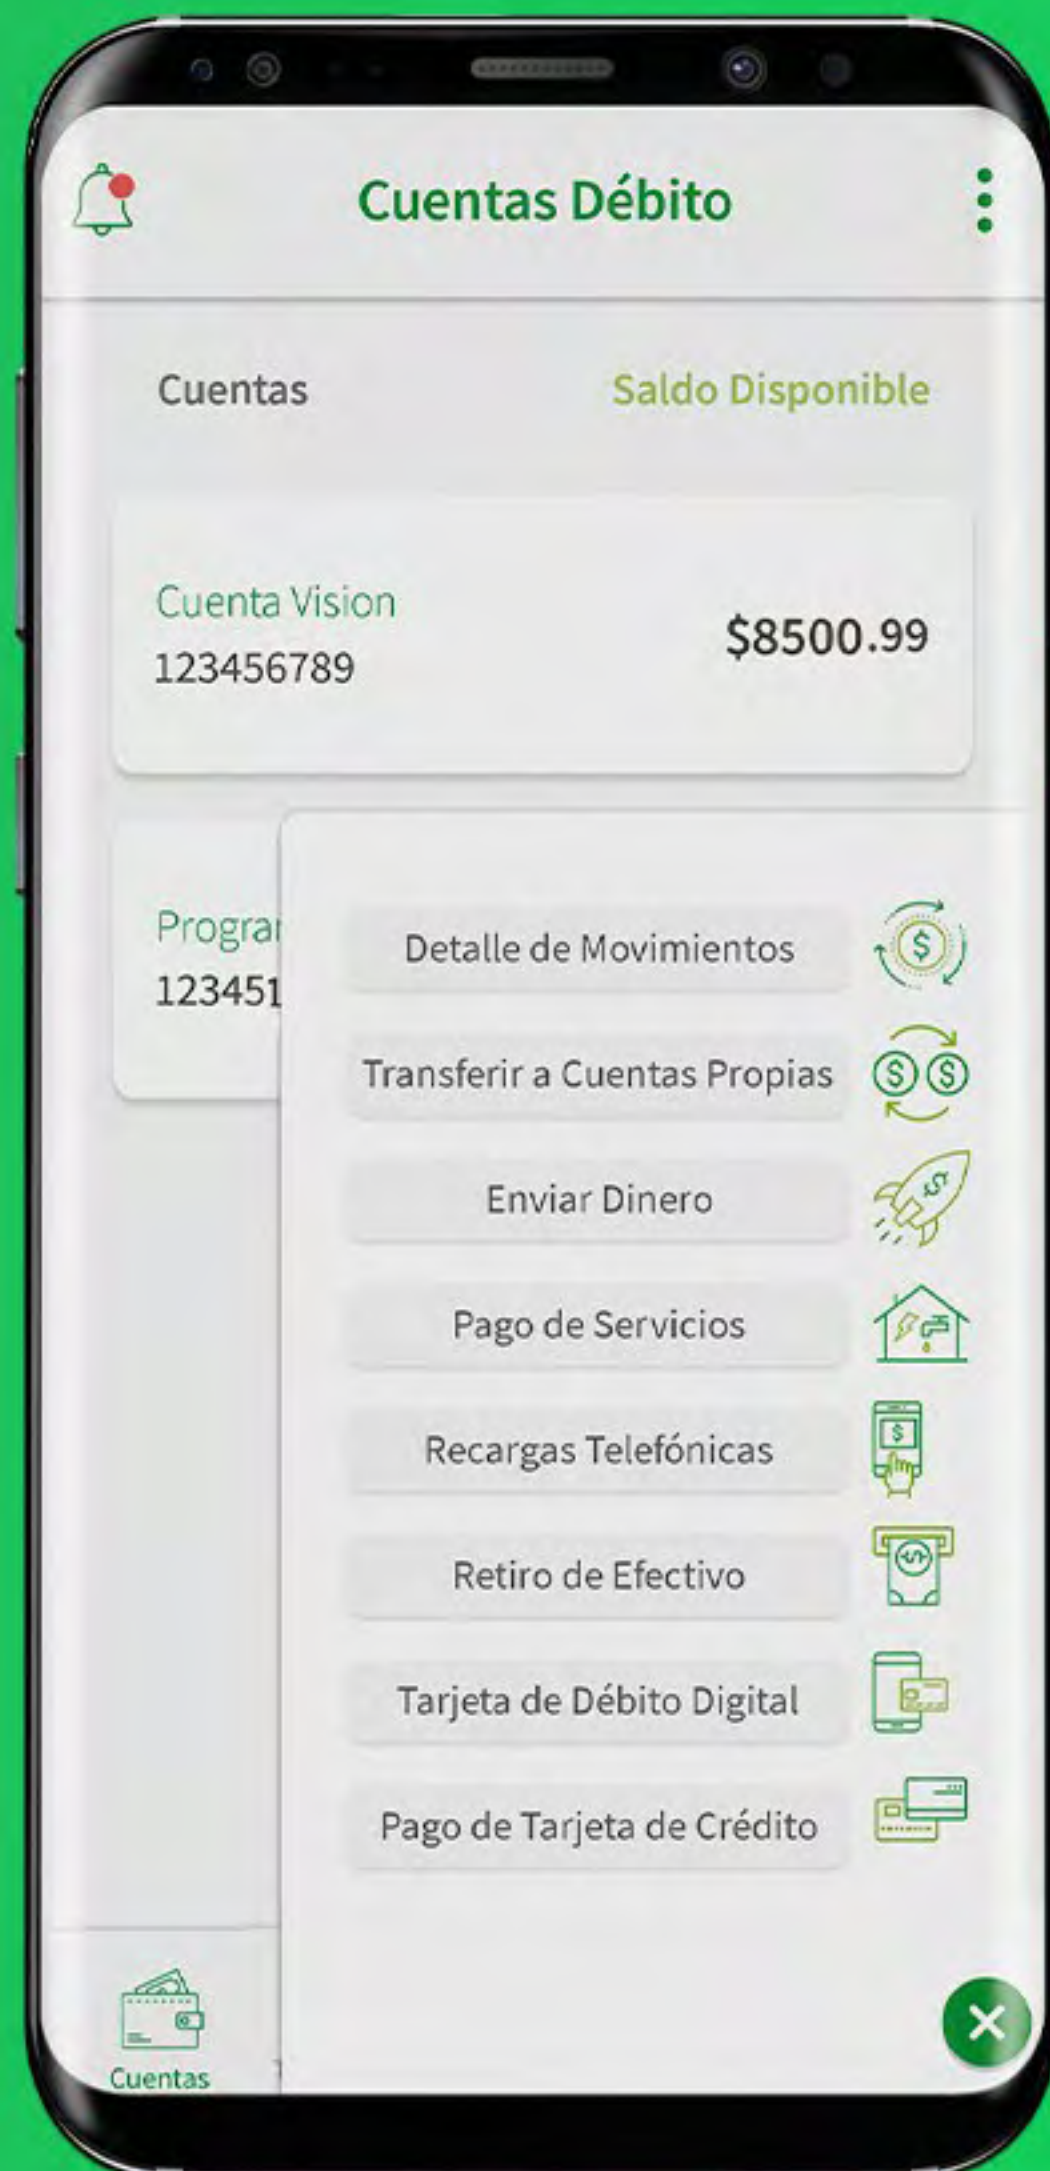 Cuentas Débito
Cuentas
Saldo Disponible
Cuenta Vision
123456789
$8500.99
Progra
123451
Detalle de Movimientos
Transferir a Cuentas Propias
Enviar Dinero
Pago de Servicios
Recargas Telefónicas
Retiro de Efectivo
Tarjeta de Débito Digital
Pago de Tarjeta de Crédito
Cuentas